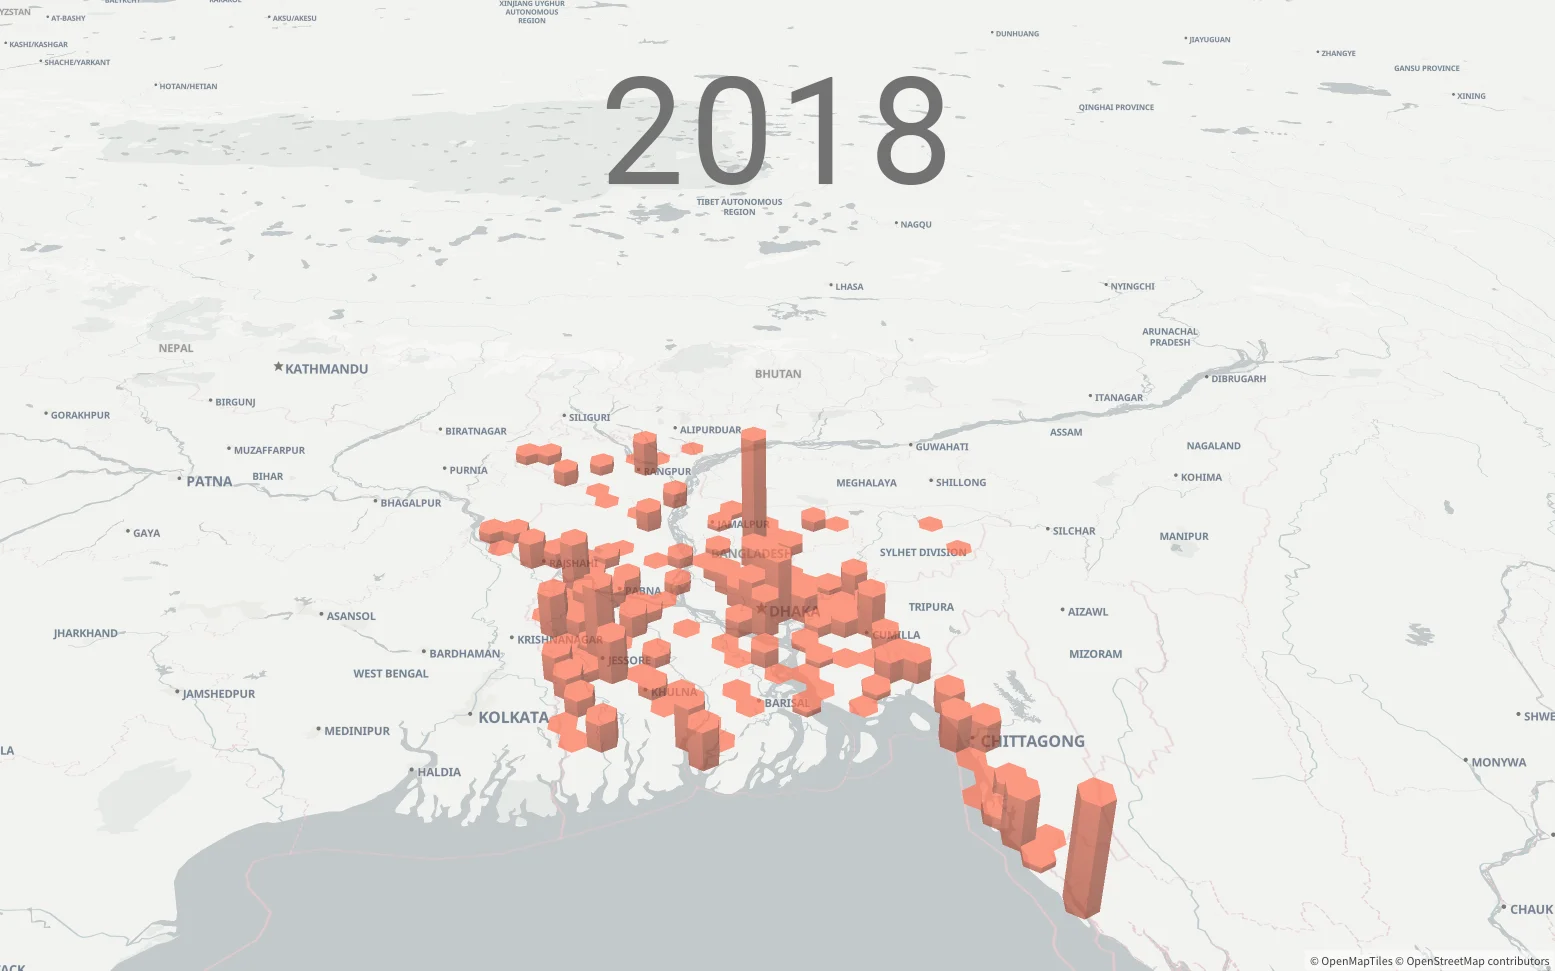 XINJIANG UYGHUR
AUTONOMOUS
REGION
AT-BASHY
AKSU/AKESU
KASHI/KASHGAR
SHACHE/YARKANT
HOTAN/HETIAN
DUNHUANG
JIAYUGUAN
ZHANGYE
GANSU PROVINCE
XINING
QINGHAI PROVINCE
2018
TIBET AUTONOMOUS
REGION
NAGQU
LHASA
NYINGCHI
ARUNACHAL
PRADESH
NEPAL
KATHMANDU
BHUTAN
DIBRUGARH
BIRGUNJ
ITANAGAR
GORAKHPUR
SILIGURI
BIRATNAGAR
ALIPURDUAR
ASSAM
MUZAFFARPUR
GUWAHATI
NAGALAND
PURNIA
RANGPUR
PATNA
BIHAR
MEGHALAYA
SHILLONG
KOHIMA
BHAGALPUR
JAMALPUR
GAYA
SILCHAR
MANIPUR
BANGLADESH
SYLHET DIVISION
RAJSHAHI
PABNA
ASANSOL
DHAKA
TRIPURA
AIZAWL
JHARKHAND
KRISHNANAGAR
CUMILLA
BARDHAMAN
JESSORE
MIZORAM
WEST BENGAL
JAMSHEDPUR
KHULNA
BARISAL
KOLKATA
SHWE
MEDINIPUR
CHITTAGONG
LA
MONYWA
HALDIA
CHAUK
© OpenMapTiles © OpenStreetMap contributors